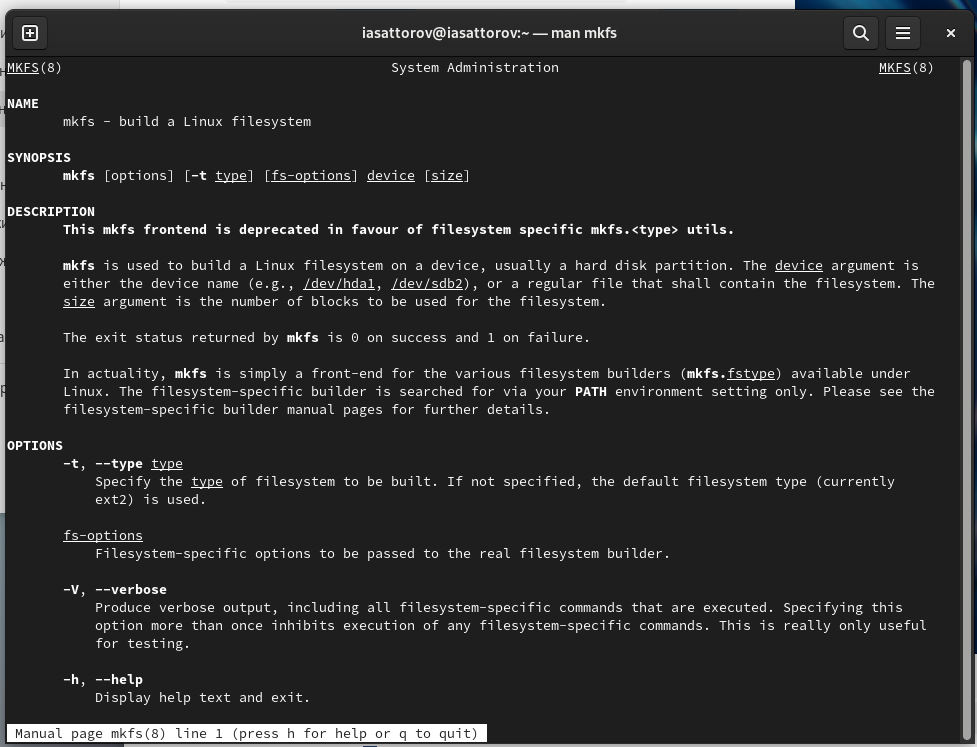 iasattorov@iasattorov:~ — man mkfs
MKFS(8) System Administration MKFS(8)
NAME
mkfs - build a Linux filesystem
SYNOPSIS
mkfs [options] [-t type] [fs-options] device [size]
DESCRIPTION
This mkfs frontend is deprecated in favour of filesystem specific mkfs.<type> utils.
mkfs is used to build a Linux filesystem on a device, usually a hard disk partition. The device argument is
either the device name (e.g., /dev/hda1, /dev/sdb2), or a regular file that shall contain the filesystem. The
size argument is the number of blocks to be used for the filesystem.
The exit status returned by mkfs is 0 on success and 1 on failure.
In actuality, mkfs is simply a front-end for the various filesystem builders (mkfs.fstype) available under
Linux. The filesystem-specific builder is searched for via your PATH environment setting only. Please see the
filesystem-specific builder manual pages for further details.
OPTIONS
-t, --type type
Specify the type of filesystem to be built. If not specified, the default filesystem type (currently
ext2) is used.
fs-options
Filesystem-specific options to be passed to the real filesystem builder.
-V, --verbose
Produce verbose output, including all filesystem-specific commands that are executed. Specifying this
option more than once inhibits execution of any filesystem-specific commands. This is really only useful
for testing.
-h, --help
Display help text and exit.
Manual page mkfs(8) line 1 (press h for help or q to quit)